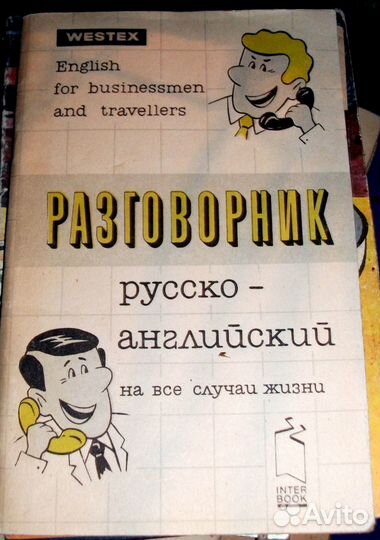 WESTEX
English
for businessmen
and travellers
РАЗГОВОРНИК
русско-
английский
на все случаи жизни
INTER
BOOK
Avito